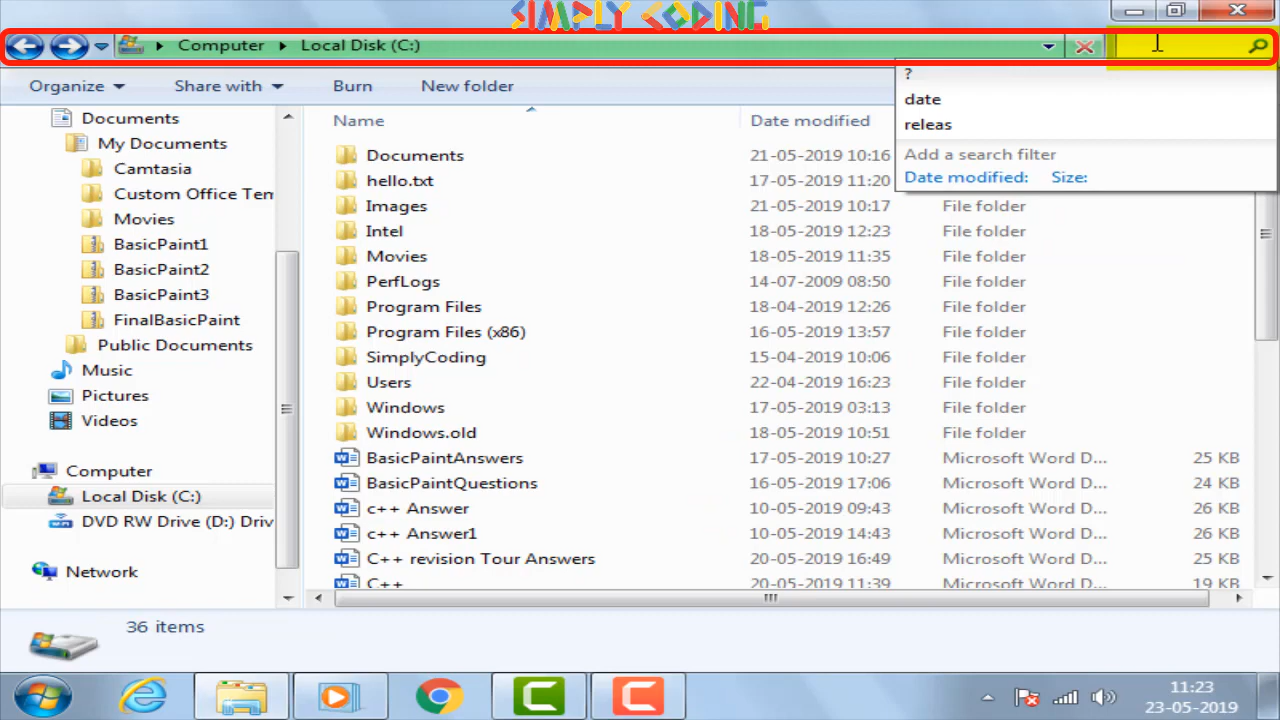 SIMPLY CODING
Computer Local Disk (C:)
?
date
releas
Add a search filter
Date modified: Size:
Organize Share with Burn New folder
Documents
My Documents
Camtasia
Custom Office Tem
Movies
BasicPaint1
BasicPaint2
BasicPaint3
FinalBasicPaint
Public Documents
Music
Pictures
Videos
Computer
Local Disk (C:)
DVD RW Drive (D:) Driv
Network
Name Date modified
Documents 21-05-2019 10:16
hello.txt 17-05-2019 11:20
Images 21-05-2019 10:17 File folder
Intel 18-05-2019 12:23 File folder
Movies 18-05-2019 11:35 File folder
PerfLogs 14-07-2009 08:50 File folder
Program Files 18-04-2019 12:26 File folder
Program Files (x86) 16-05-2019 13:57 File folder
SimplyCoding 15-04-2019 10:06 File folder
Users 22-04-2019 16:23 File folder
Windows 17-05-2019 03:13 File folder
Windows.old 18-05-2019 10:51 File folder
BasicPaintAnswers 17-05-2019 10:27 Microsoft Word D... 25 KB
BasicPaintQuestions 16-05-2019 17:06 Microsoft Word D... 24 KB
c++ Answer 10-05-2019 09:43 Microsoft Word D... 26 KB
c++ Answer1 10-05-2019 14:43 Microsoft Word D... 26 KB
C++ revision Tour Answers 20-05-2019 16:49 Microsoft Word D... 25 KB
C++ 20-05-2019 11:39 Microsoft Word D... 19 KB
36 items
11:23
23-05-2019